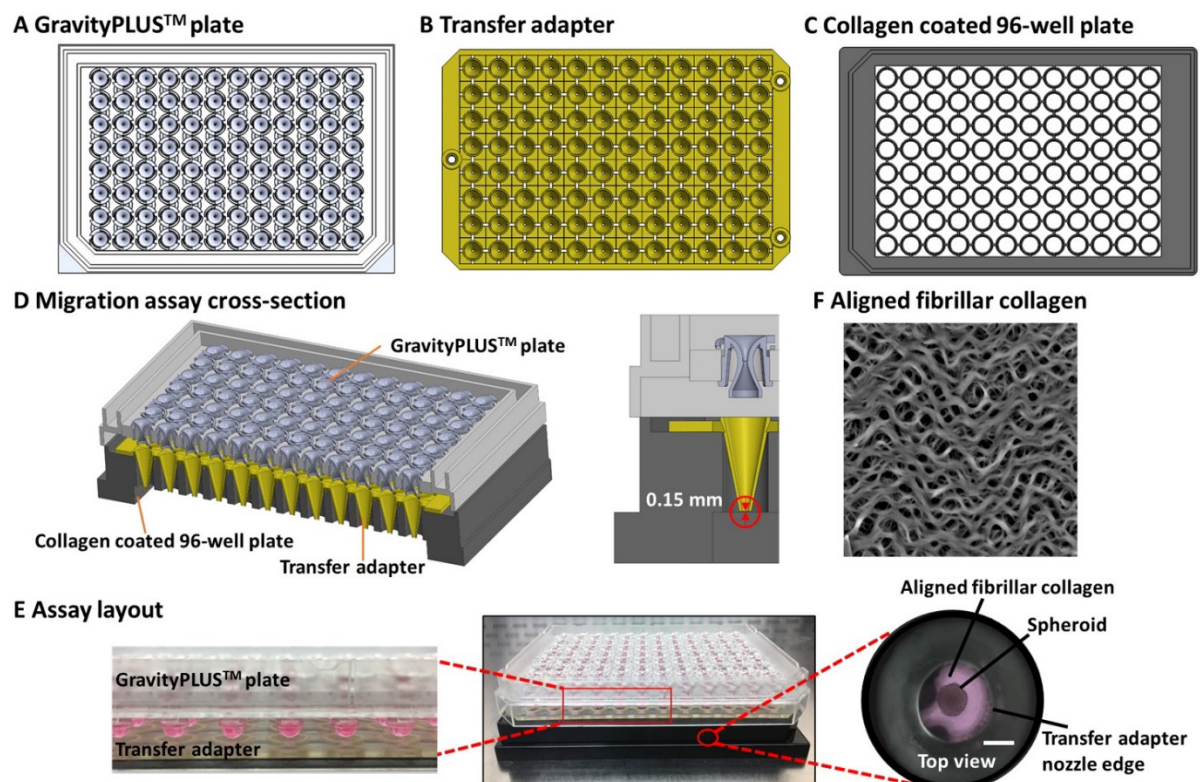 A GravityPLUS™ plate
B Transfer adapter
C Collagen coated 96-well plate
D Migration assay cross-section
GravityPLUS™ plate
Collagen coated 96-well plate
Transfer adapter
0.15 mm
F Aligned fibrillar collagen
E Assay layout
GravityPLUS™ plate
Transfer adapter
Aligned fibrillar collagen
Spheroid
Top view
Transfer adapter
nozzle edge